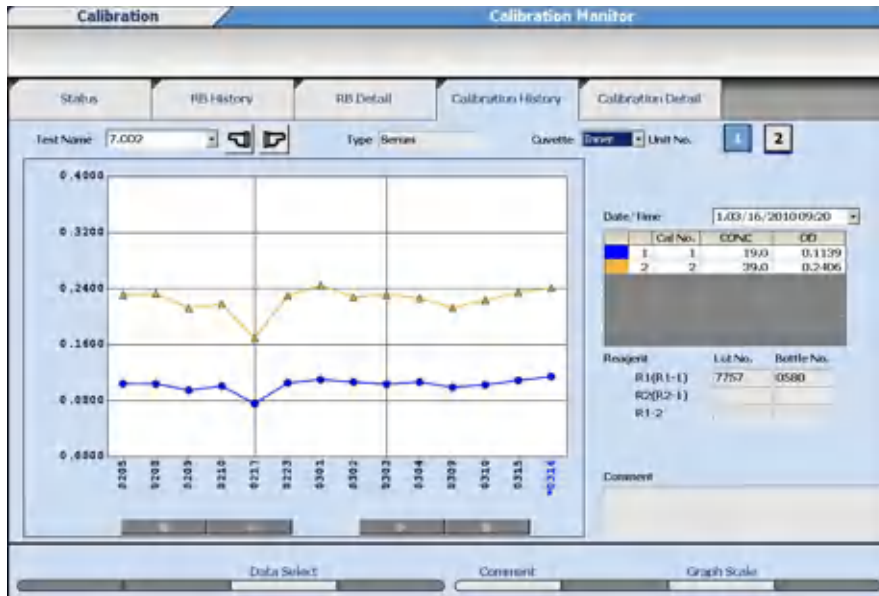 Calibration
Calibration Monitor
Status
RB History
RB Detail
Calibration History
Calibration Detail
Test Name 7.002
Type Serum
Cuvette Inner Unit No. 1 2
0.4000
0.3200
0.2400
0.1600
0.0800
0.0000
0205 0208 0209 0210 0217 0223 0301 0302 0303 0304 0309 0310 0315
Date/Time 1.03/16/2010 09:20
Cal No. CONC OD
1 1 19.0 0.1139
2 2 39.0 0.2406
Reagent Lot No. Bottle No.
R1(R1-1) 7757 0580
R2(R2-1)
R1-2
Comment
Data Select
Comment
Graph Scale